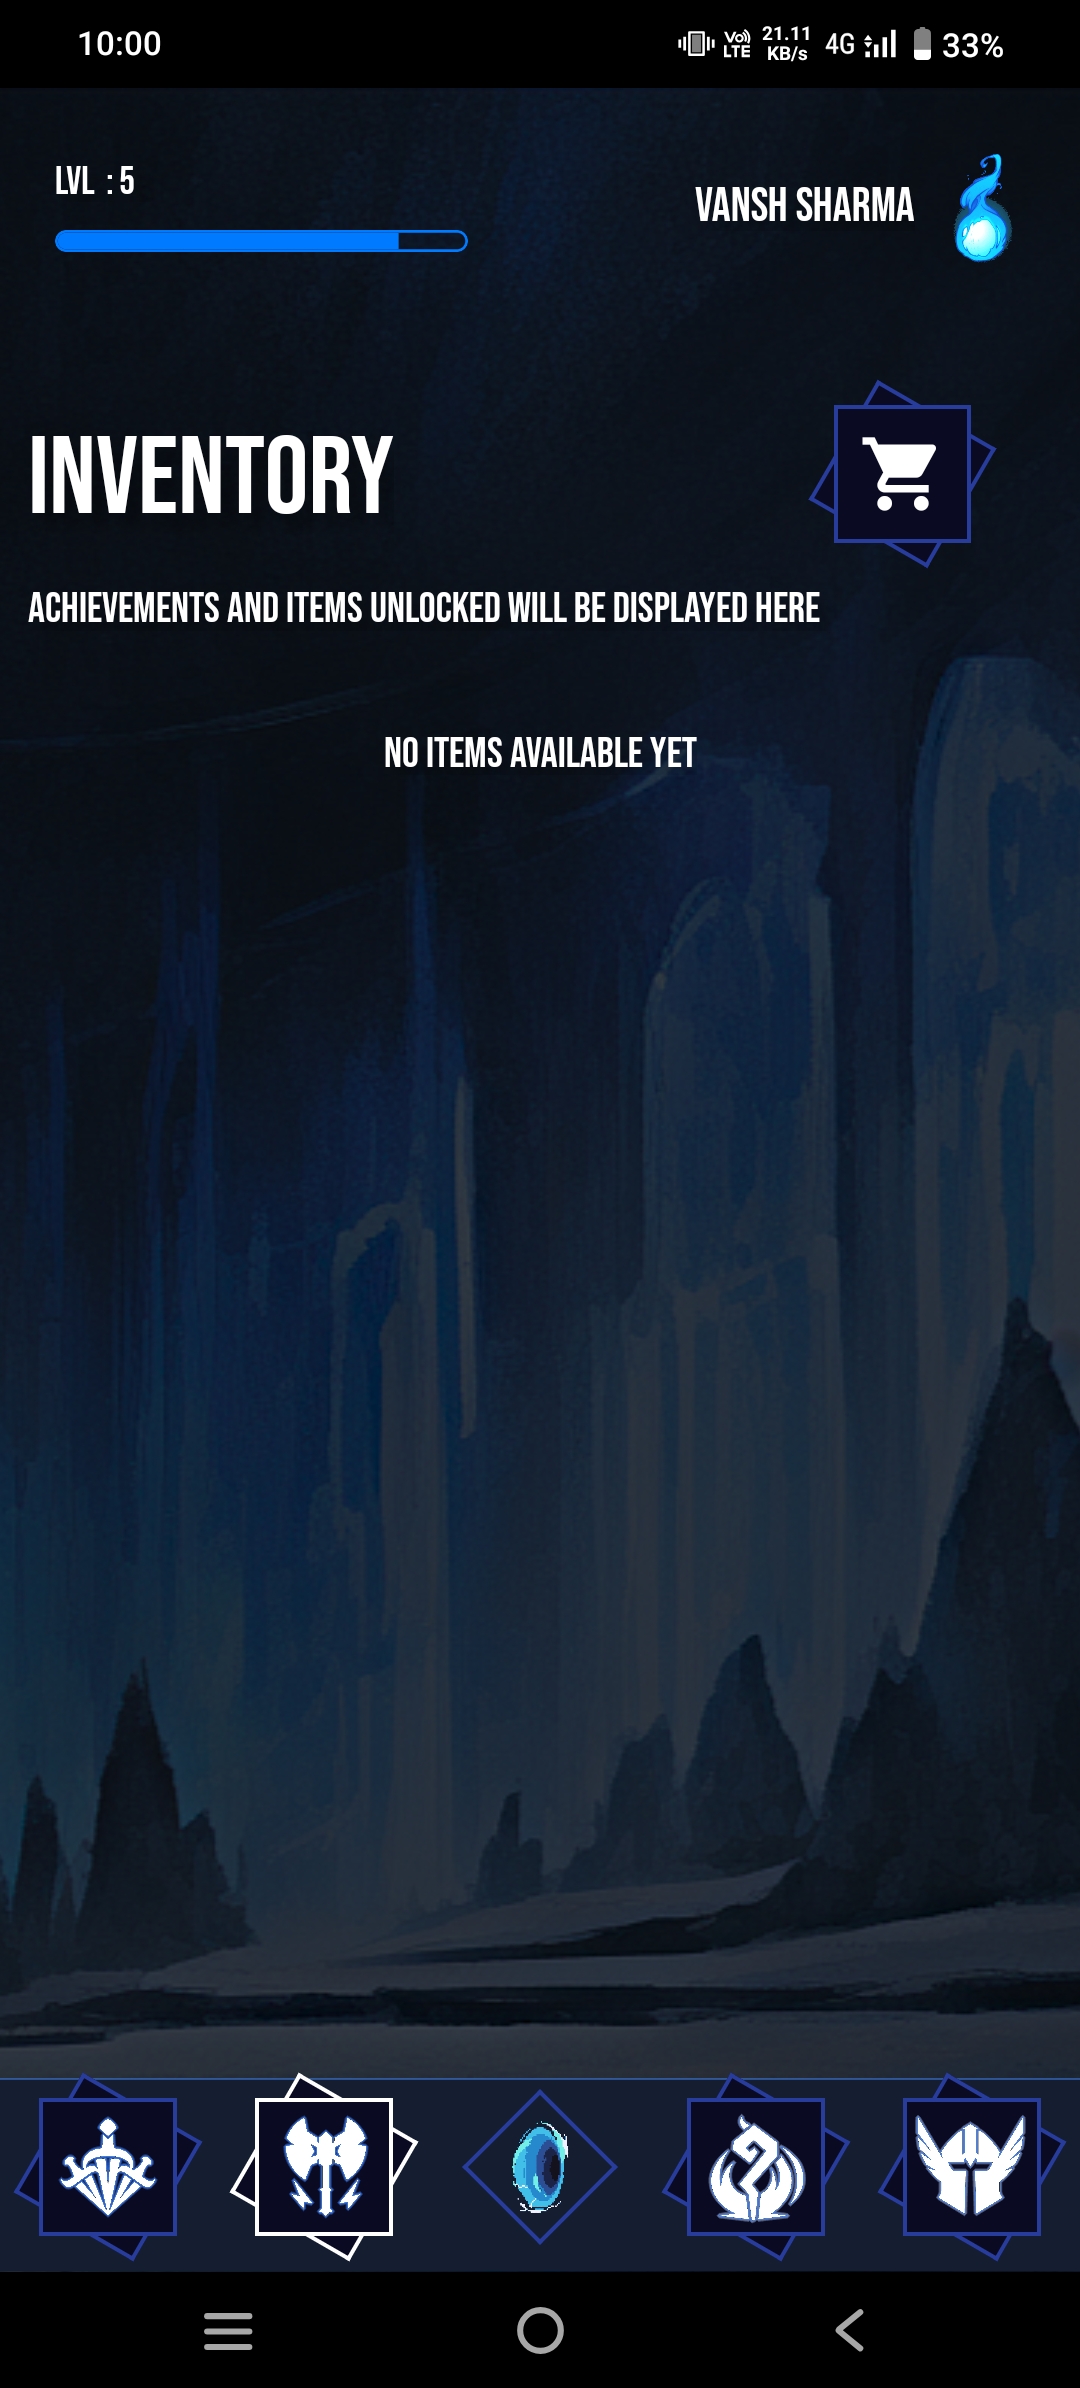 10:00
Vo) LTE
21.11 KB/s
4G
33%
LVL : 5
VANSH SHARMA
INVENTORY
ACHIEVEMENTS AND ITEMS UNLOCKED WILL BE DISPLAYED HERE
NO ITEMS AVAILABLE YET